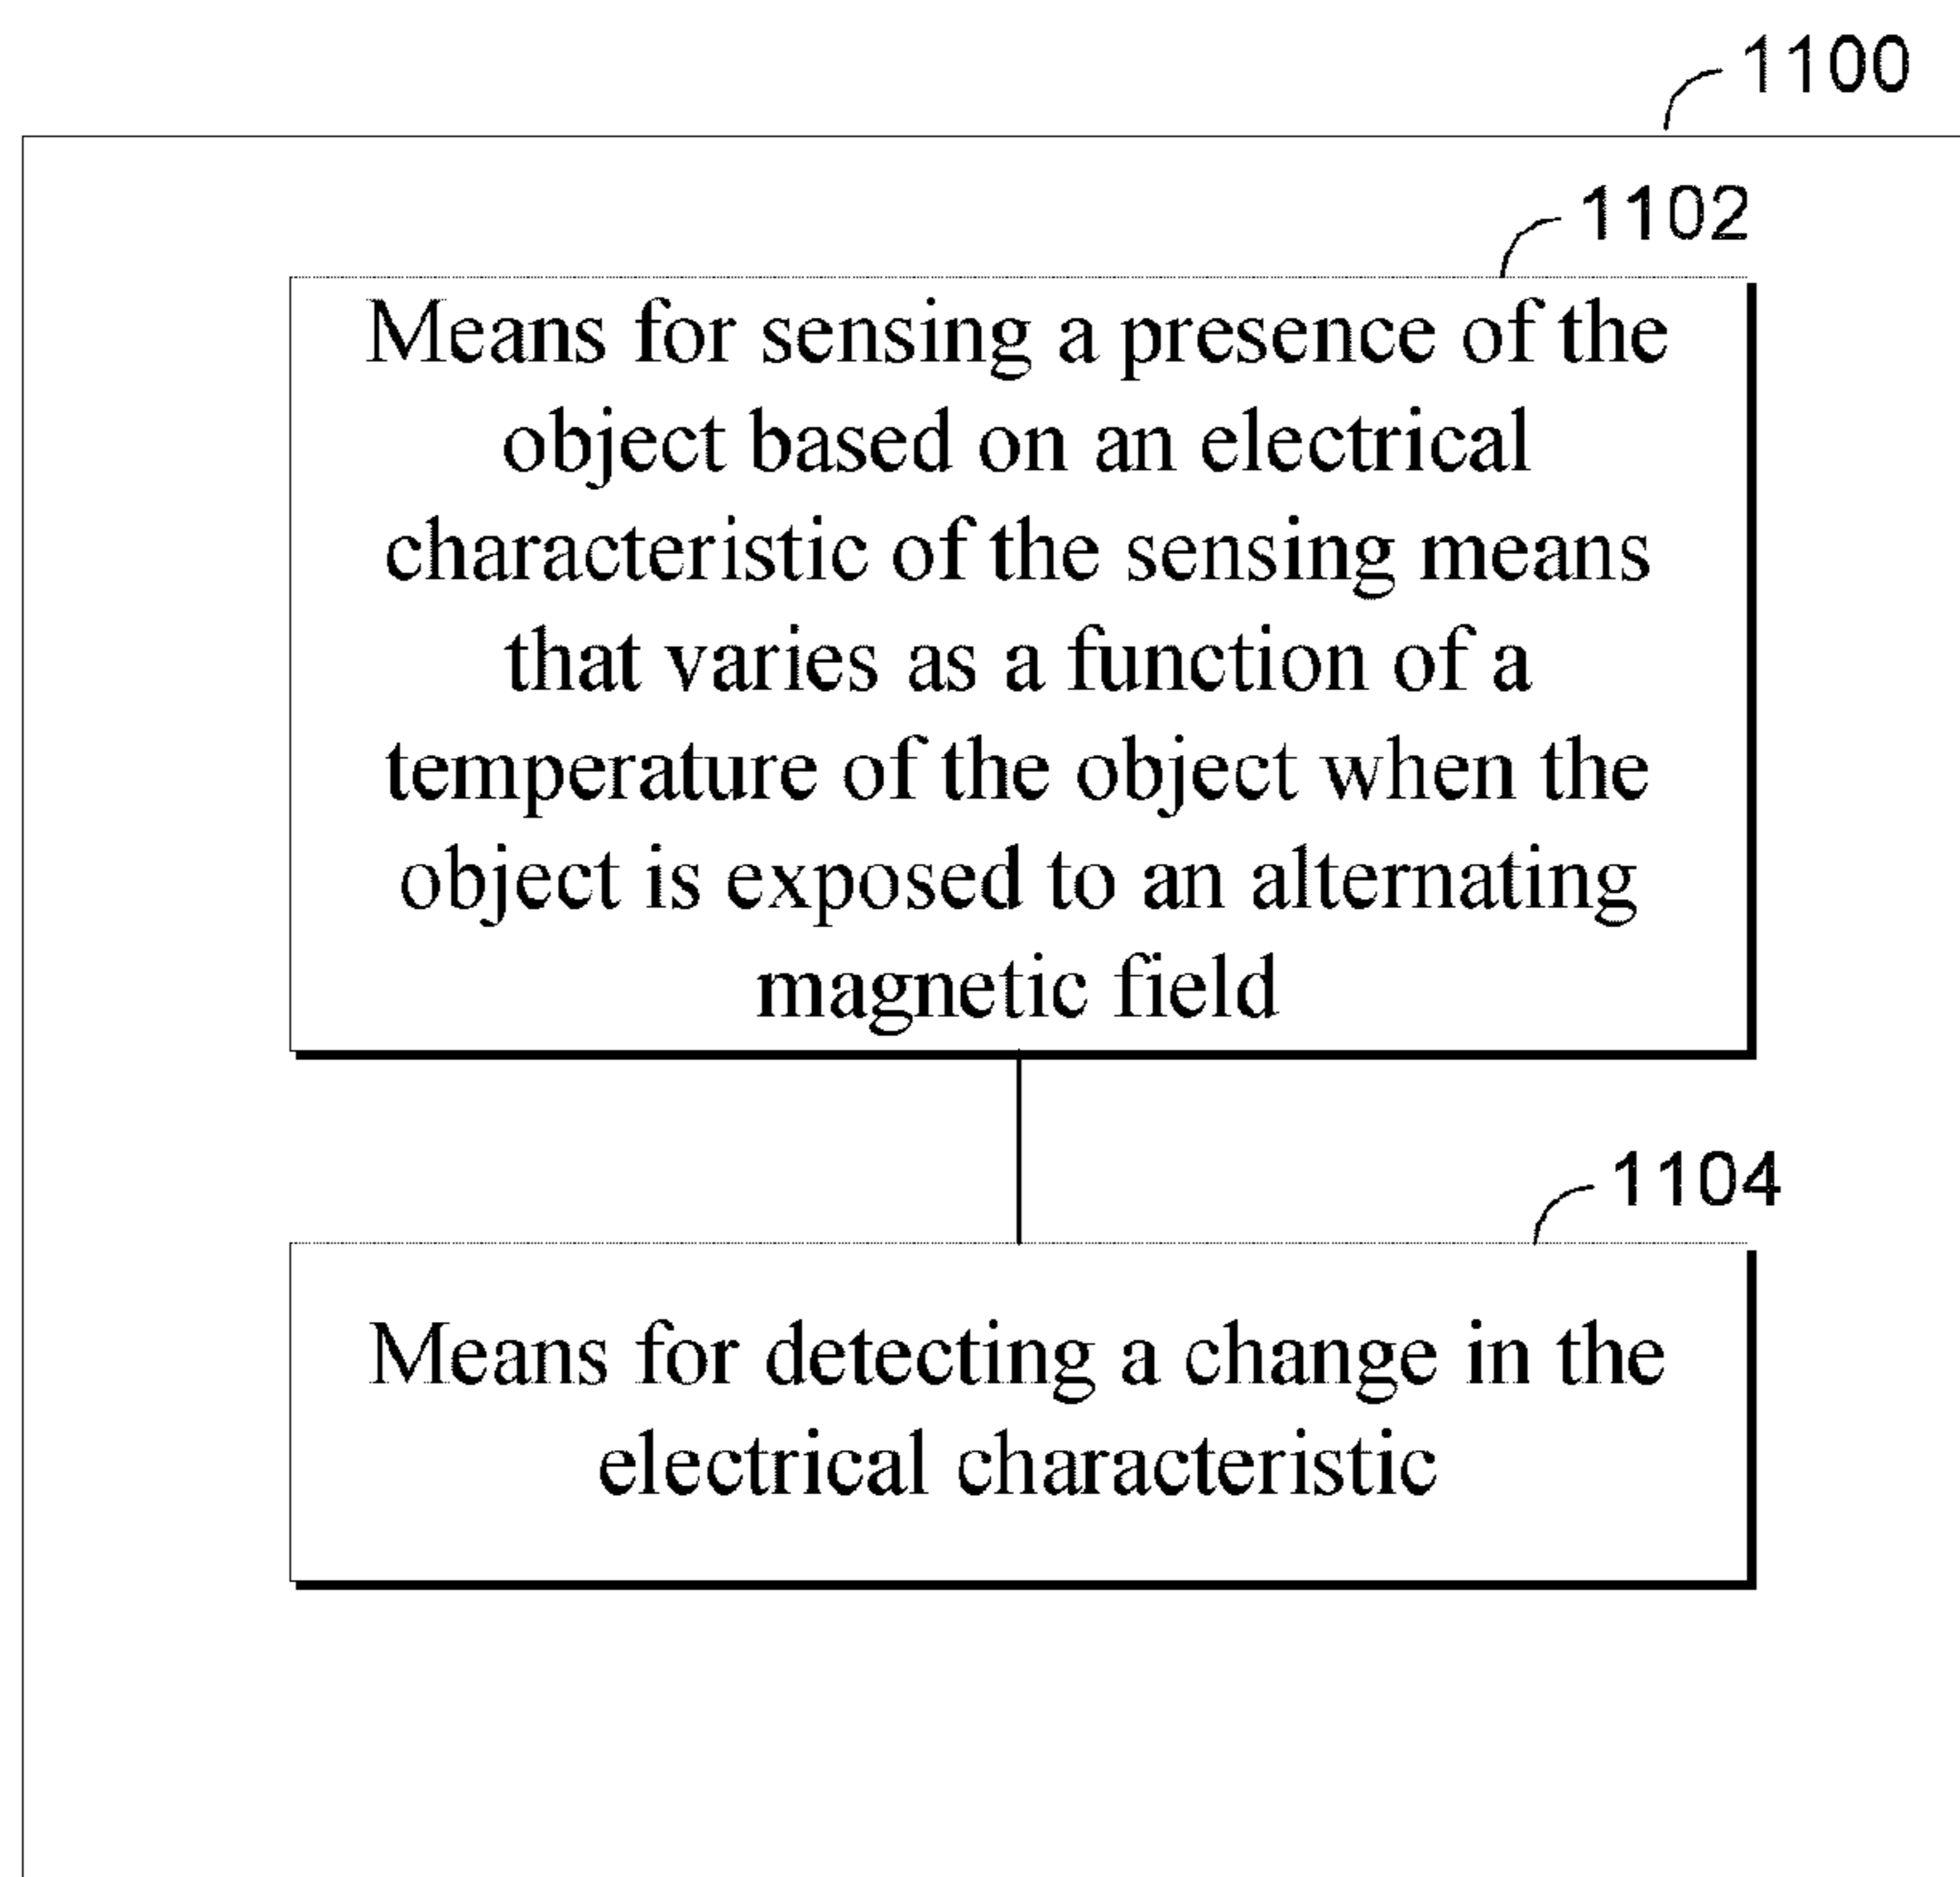 1100
1102
Means for sensing a presence of the
object based on an electrical
characteristic of the sensing means
that varies as a function of a
temperature of the object when the
object is exposed to an alternating
magnetic field
1104
Means for detecting a change in the
electrical characteristic